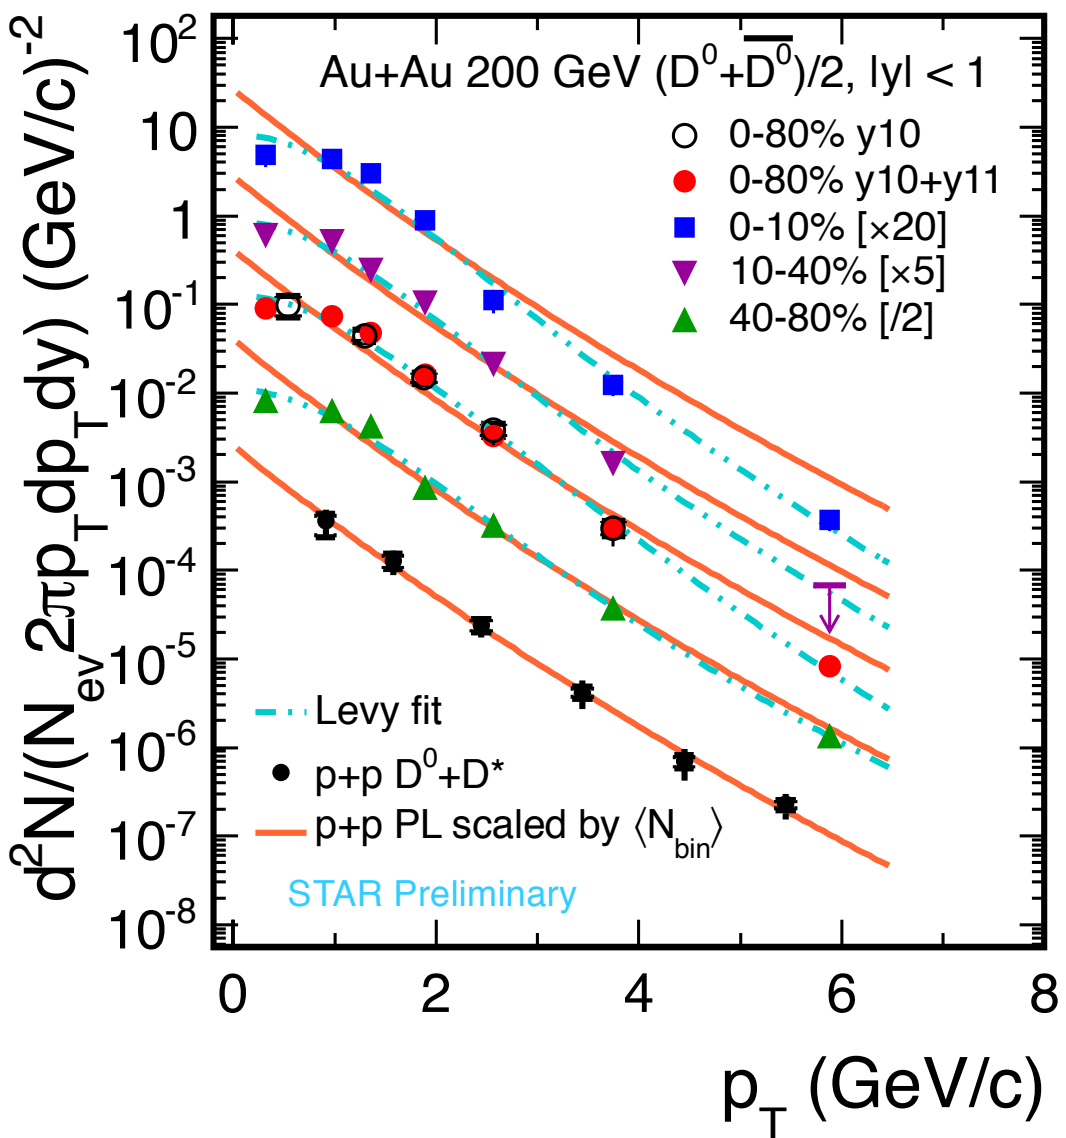 d²N/(N_ev 2πp_T dp_T dy) (GeV/c)⁻²
10²
10
1
10⁻¹
10⁻²
10⁻³
10⁻⁴
10⁻⁵
10⁻⁶
10⁻⁷
10⁻⁸
Au+Au 200 GeV (D⁰+D̅⁰)/2, |y| < 1
0-80% y10
0-80% y10+y11
0-10% [×20]
10-40% [×5]
40-80% [/2]
Levy fit
p+p D⁰+D*
p+p PL scaled by ⟨N_bin⟩
STAR Preliminary
0 2 4 6 8
p_T (GeV/c)